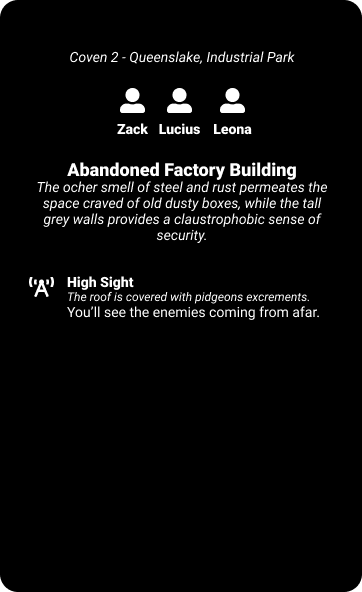 Coven 2 - Queenslake, Industrial Park
Zack Lucius Leona
Abandoned Factory Building
The ocher smell of steel and rust permeates the
space craved of old dusty boxes, while the tall
grey walls provides a claustrophobic sense of
security.
High Sight
The roof is covered with pidgeons excrements.
You'll see the enemies coming from afar.